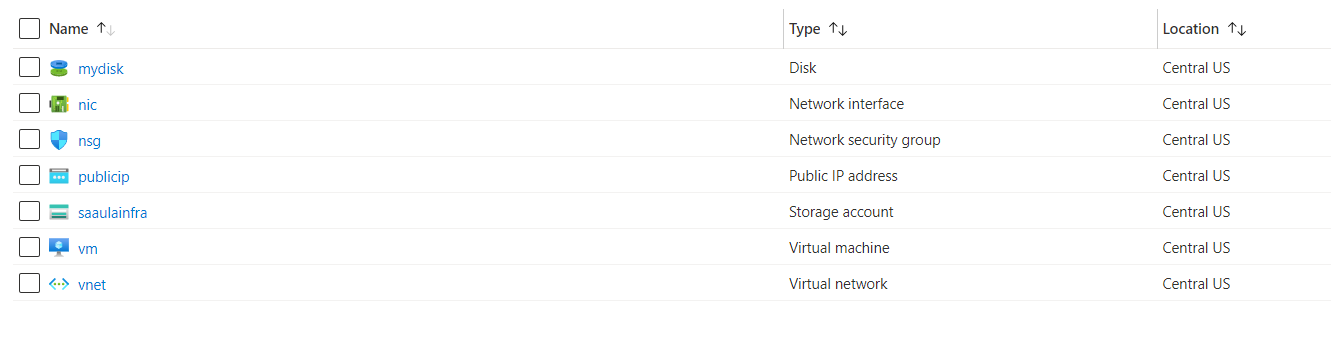 Name ↑↓ Type ↑↓ Location ↑↓
mydisk Disk Central US
nic Network interface Central US
nsg Network security group Central US
publicip Public IP address Central US
saaulainfra Storage account Central US
vm Virtual machine Central US
vnet Virtual network Central US